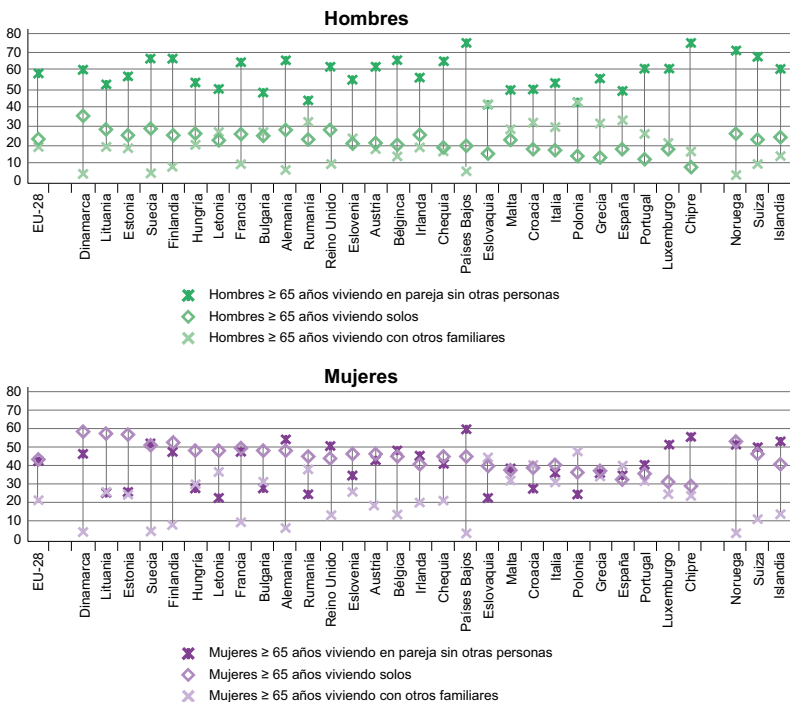 Hombres
80
70
60
50
40
30
20
10
0
EU-28
Dinamarca
Lituania
Estonia
Suecia
Finlandia
Hungría
Letonia
Francia
Bulgaria
Alemania
Rumanía
Reino Unido
Eslovenia
Austria
Bélginca
Irlanda
Chequia
Países Bajos
Eslovaquia
Malta
Croacia
Italia
Polonia
Grecia
España
Portugal
Luxemburgo
Chipre
Noruega
Suiza
Islandia
Hombres ≥ 65 años viviendo en pareja sin otras personas
Hombres ≥ 65 años viviendo solos
Hombres ≥ 65 años viviendo con otros familiares
Mujeres
80
70
60
50
40
30
20
10
0
EU-28
Dinamarca
Lituania
Estonia
Suecia
Finlandia
Hungría
Letonia
Francia
Bulgaria
Alemania
Rumanía
Reino Unido
Eslovenia
Austria
Bélgica
Irlanda
Chequia
Países Bajos
Eslovaquia
Malta
Croacia
Italia
Polonia
Grecia
España
Portugal
Luxemburgo
Chipre
Noruega
Suiza
Islandia
Mujeres ≥ 65 años viviendo en pareja sin otras personas
Mujeres ≥ 65 años viviendo solos
Mujeres ≥ 65 años viviendo con otros familiares